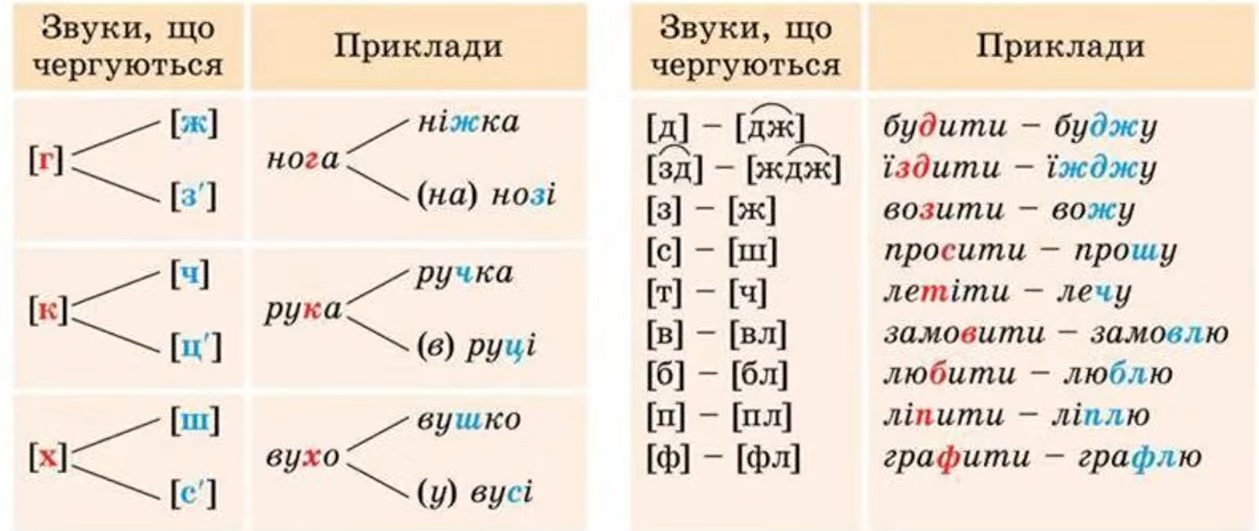 Звуки, що
чергуються
Приклади
[г]
[ж]
[з′]
нога
ніжка
(на) нозі
[к]
[ч]
[ц′]
рука
ручка
(в) руці
[х]
[ш]
[с′]
вухо
вушко
(у) вусі
Звуки, що
чергуються
Приклади
[д] – [дж] будити – буджу
[зд] – [ждж] їздити – їжджу
[з] – [ж] возити – вожу
[с] – [ш] просити – прошу
[т] – [ч] летіти – лечу
[в] – [вл] замовити – замовлю
[б] – [бл] любити – люблю
[п] – [пл] ліпити – ліплю
[ф] – [фл] графити – графлю